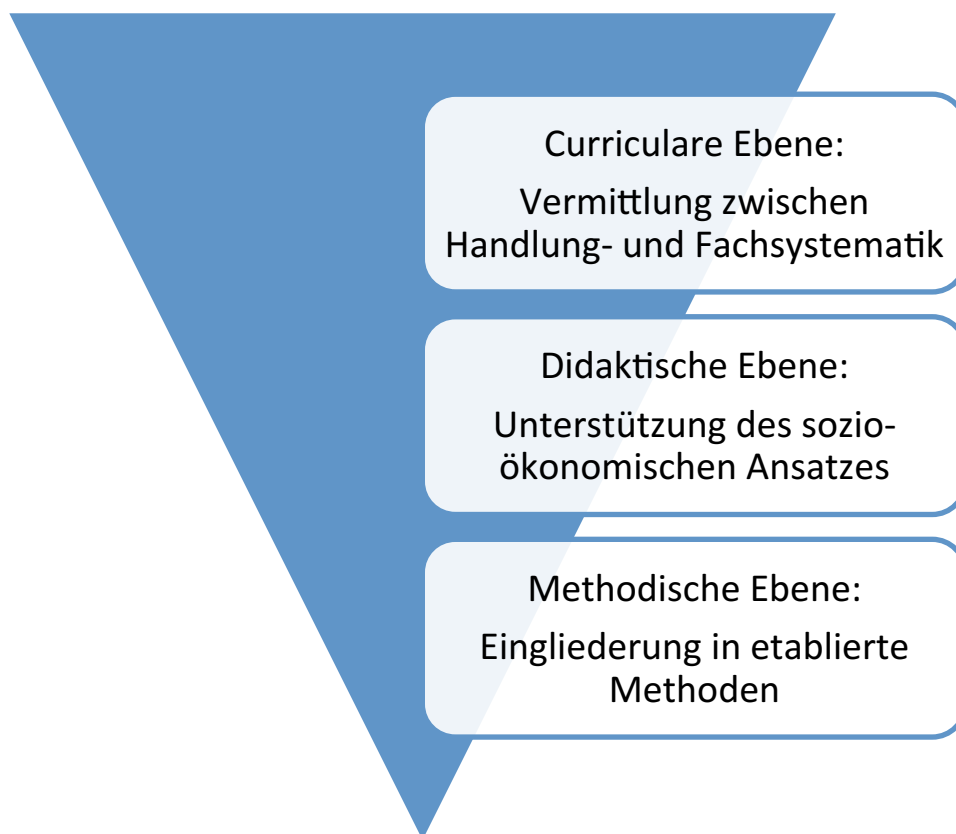 Curriculare Ebene:
Vermittlung zwischen
Handlung- und Fachsystematik
Didaktische Ebene:
Unterstützung des sozio-
ökonomischen Ansatzes
Methodische Ebene:
Eingliederung in etablierte
Methoden